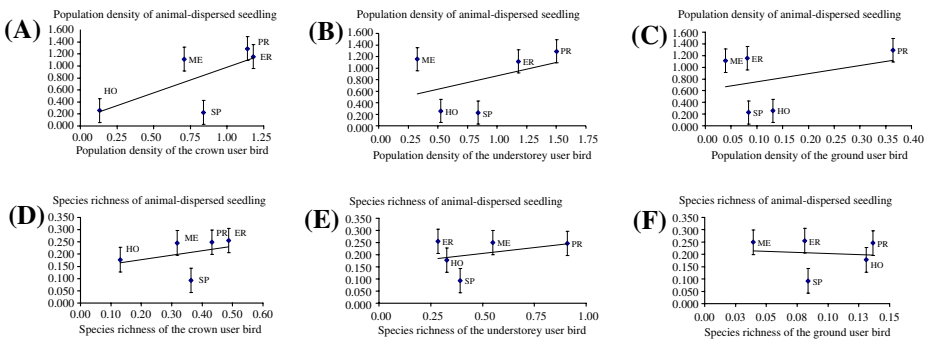 Population density of animal-dispersed seedling
(A)
1.600
1.400
1.200
1.000
0.800
0.600
0.400
0.200
0.000
HO
ME
SP
PR
ER
0.00 0.25 0.50 0.75 1.00 1.25
Population density of the crown user bird
Population density of animal-dispersed seedling
(B)
1.600
1.400
1.200
1.000
0.800
0.600
0.400
0.200
0.000
ME
HO
SP
ER
PR
0.00 0.25 0.50 0.75 1.00 1.25 1.50 1.75
Population density of the understorey user bird
Population density of animal-dispersed seedling
(C)
1.600
1.400
1.200
1.000
0.800
0.600
0.400
0.200
0.000
ME
ER
SP
HO
PR
0.00 0.05 0.10 0.15 0.20 0.25 0.30 0.35 0.40
Population density of the ground user bird
Species richness of animal-dispersed seedling
(D)
0.350
0.300
0.250
0.200
0.150
0.100
0.050
0.000
HO
ME
SP
PR
ER
0.00 0.10 0.20 0.30 0.40 0.50 0.60
Species richness of the crown user bird
Species richness of animal-dispersed seedling
(E)
0.350
0.300
0.250
0.200
0.150
0.100
0.050
0.000
ER
HO
SP
ME
PR
0.00 0.25 0.50 0.75 1.00
Species richness of the understorey user bird
Species richness of animal-dispersed seedling
(F)
0.350
0.300
0.250
0.200
0.150
0.100
0.050
0.000
ME
ER
SP
PR
HO
0.00 0.03 0.05 0.08 0.10 0.13 0.15
Species richness of the ground user bird